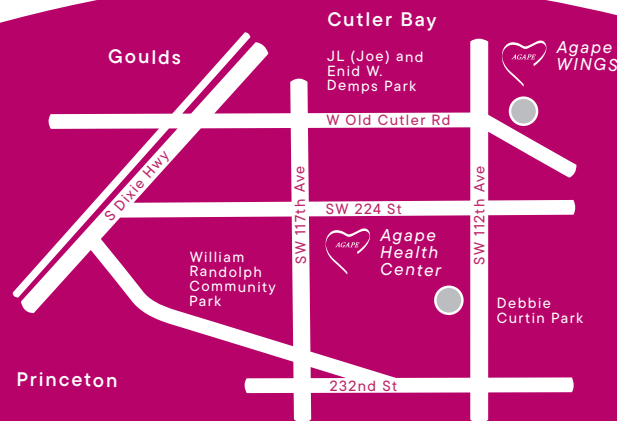 Cutler Bay
Goulds
JL (Joe) and
Enid W.
Demps Park
AGAPE
Agape
WINGS
W Old Cutler Rd
S Dixie Hwy
SW 117th Ave
SW 112th Ave
SW 224 St
AGAPE
Agape
Health
Center
William
Randolph
Community
Park
Debbie
Curtin Park
Princeton
232nd St